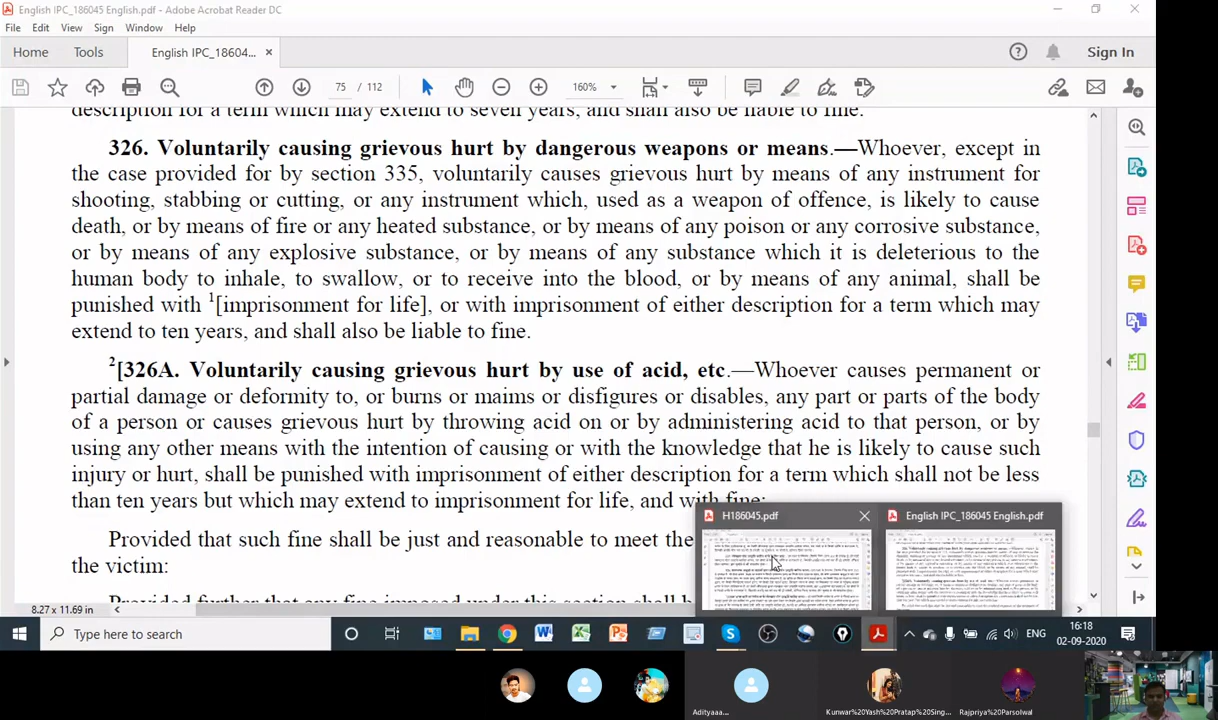 English IPC_186045 English.pdf - Adobe Acrobat Reader DC
File Edit View Sign Window Help
Home Tools English IPC_18604... × Sign In
75 / 112 160%
description for a term which may extend to seven years, and shall also be liable to fine.
326. Voluntarily causing grievous hurt by dangerous weapons or means.—Whoever, except in
the case provided for by section 335, voluntarily causes grievous hurt by means of any instrument for
shooting, stabbing or cutting, or any instrument which, used as a weapon of offence, is likely to cause
death, or by means of fire or any heated substance, or by means of any poison or any corrosive substance,
or by means of any explosive substance, or by means of any substance which it is deleterious to the
human body to inhale, to swallow, or to receive into the blood, or by means of any animal, shall be
punished with 1[imprisonment for life], or with imprisonment of either description for a term which may
extend to ten years, and shall also be liable to fine.
2[326A. Voluntarily causing grievous hurt by use of acid, etc.—Whoever causes permanent or
partial damage or deformity to, or burns or maims or disfigures or disables, any part or parts of the body
of a person or causes grievous hurt by throwing acid on or by administering acid to that person, or by
using any other means with the intention of causing or with the knowledge that he is likely to cause such
injury or hurt, shall be punished with imprisonment of either description for a term which shall not be less
than ten years but which may extend to imprisonment for life, and with fine:
H186045.pdf English IPC_186045 English.pdf
Provided that such fine shall be just and reasonable to meet the
the victim:
8.27 x 11.69 in
Type here to search
ENG 16:18
02-09-2020
Adityaaa... Kunwar%20Yash%20Pratap%20Sing... Rajpriya%20Parsolwal